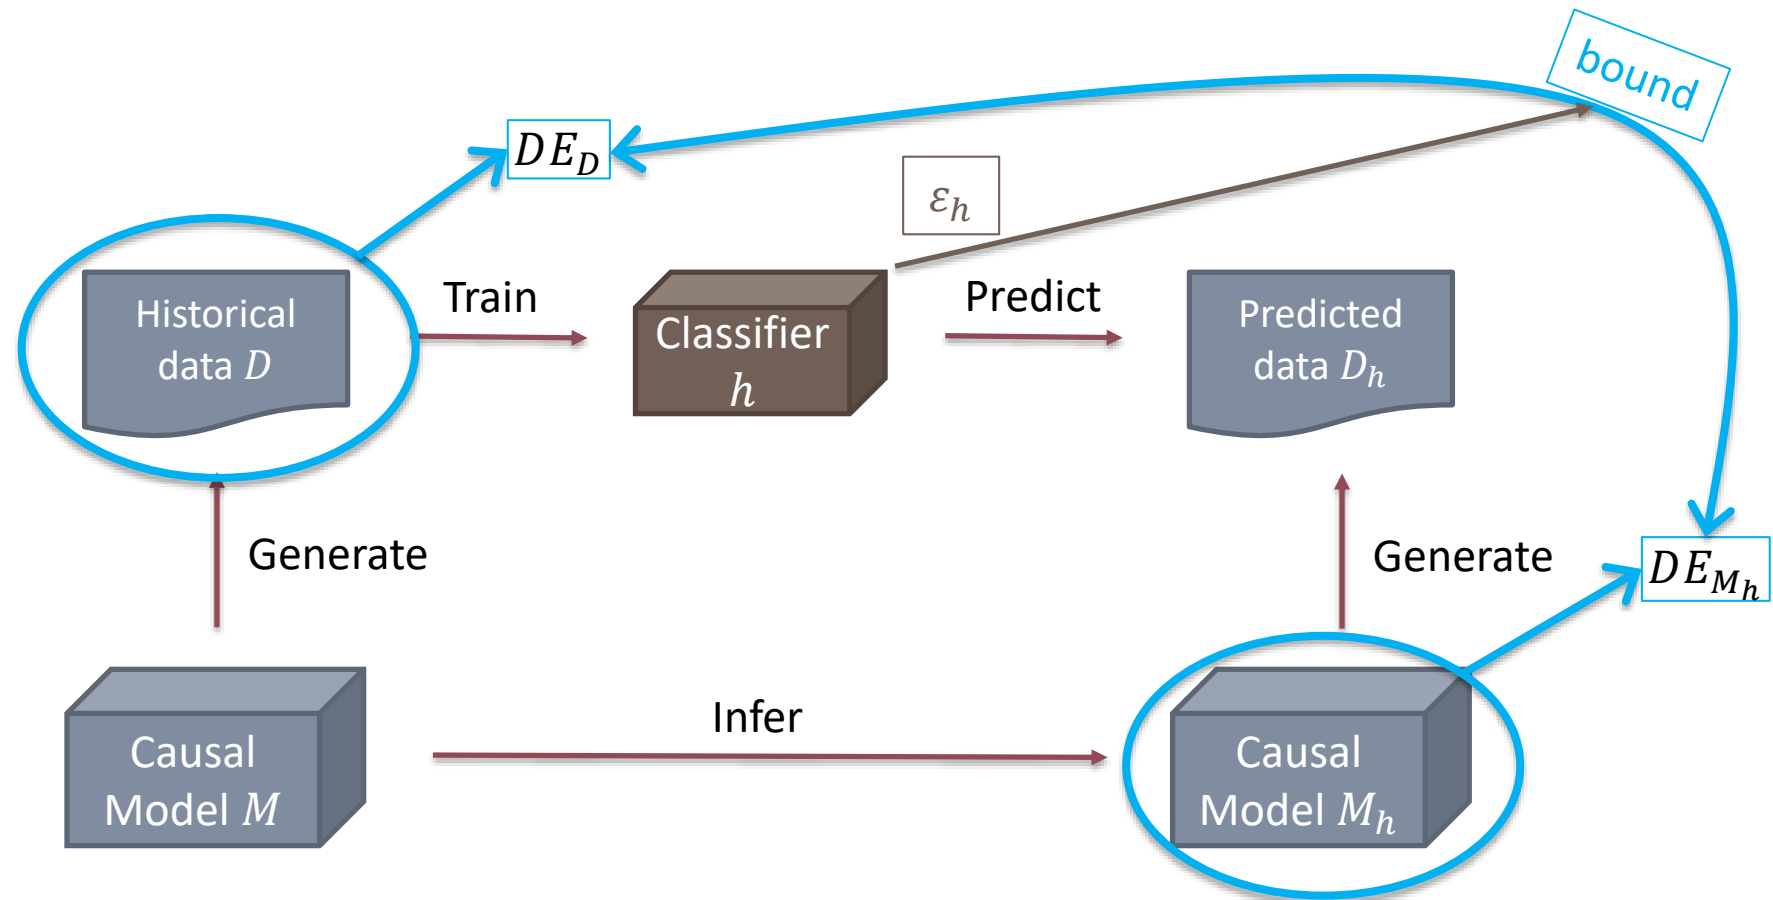 bound
DE_D
ε_h
Historical
data D
Train
Classifier
h
Predict
Predicted
data D_h
Generate
Generate
DE_{M_h}
Causal
Model M
Infer
Causal
Model M_h